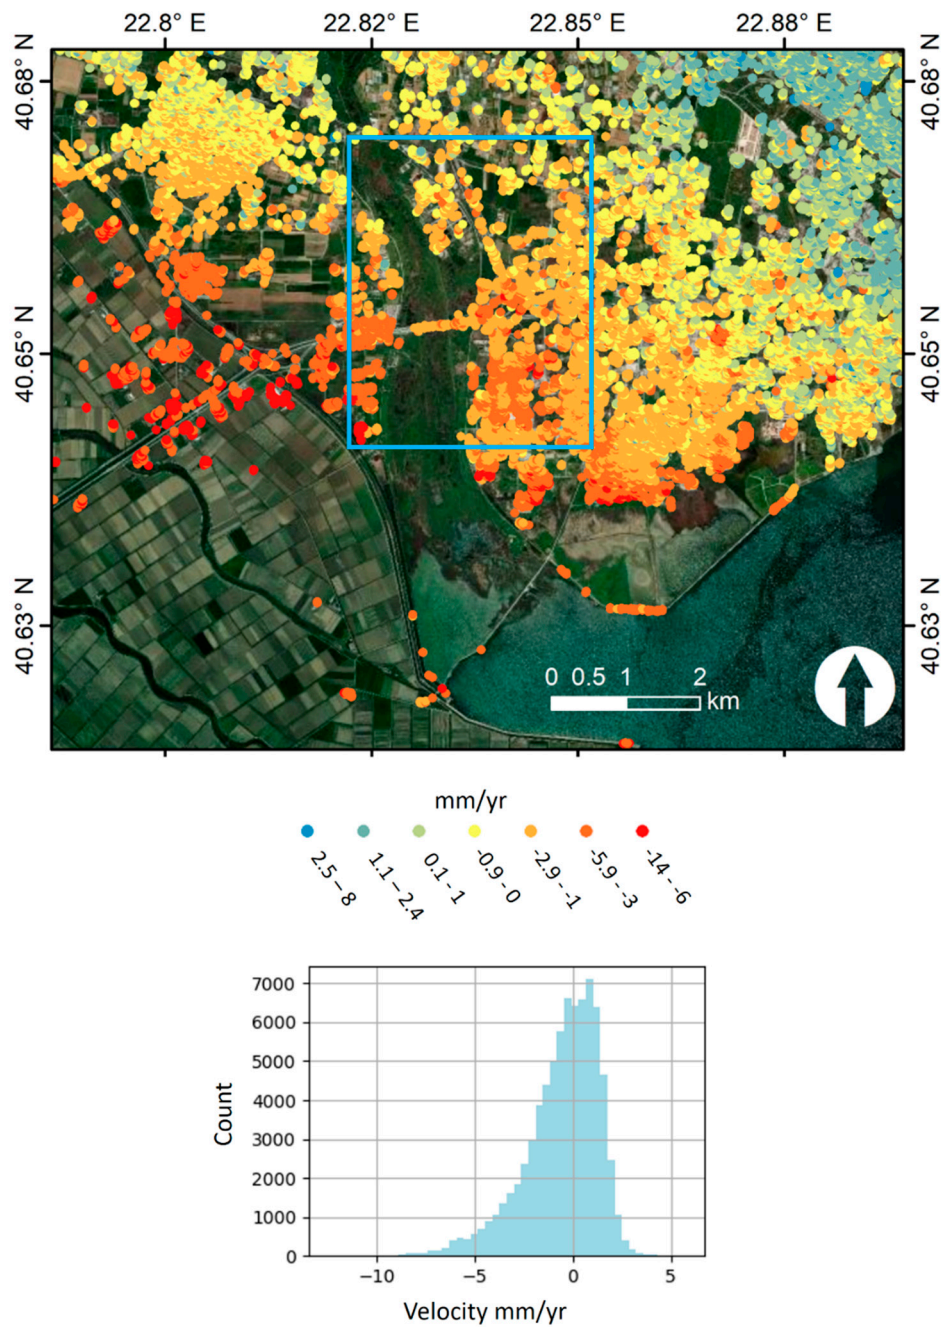 22.8° E 22.82° E 22.85° E 22.88° E
40.68° N 40.68° N
40.65° N 40.65° N
40.63° N 40.63° N
0 0.5 1 2
km
mm/yr
2.5 – 8
1.1 – 2.4
0.1 - 1
-0.9 - 0
-2.9 - -1
-5.9 - -3
-14 - -6
7000
6000
5000
4000
3000
2000
1000
0
Count
−10 −5 0 5
Velocity mm/yr